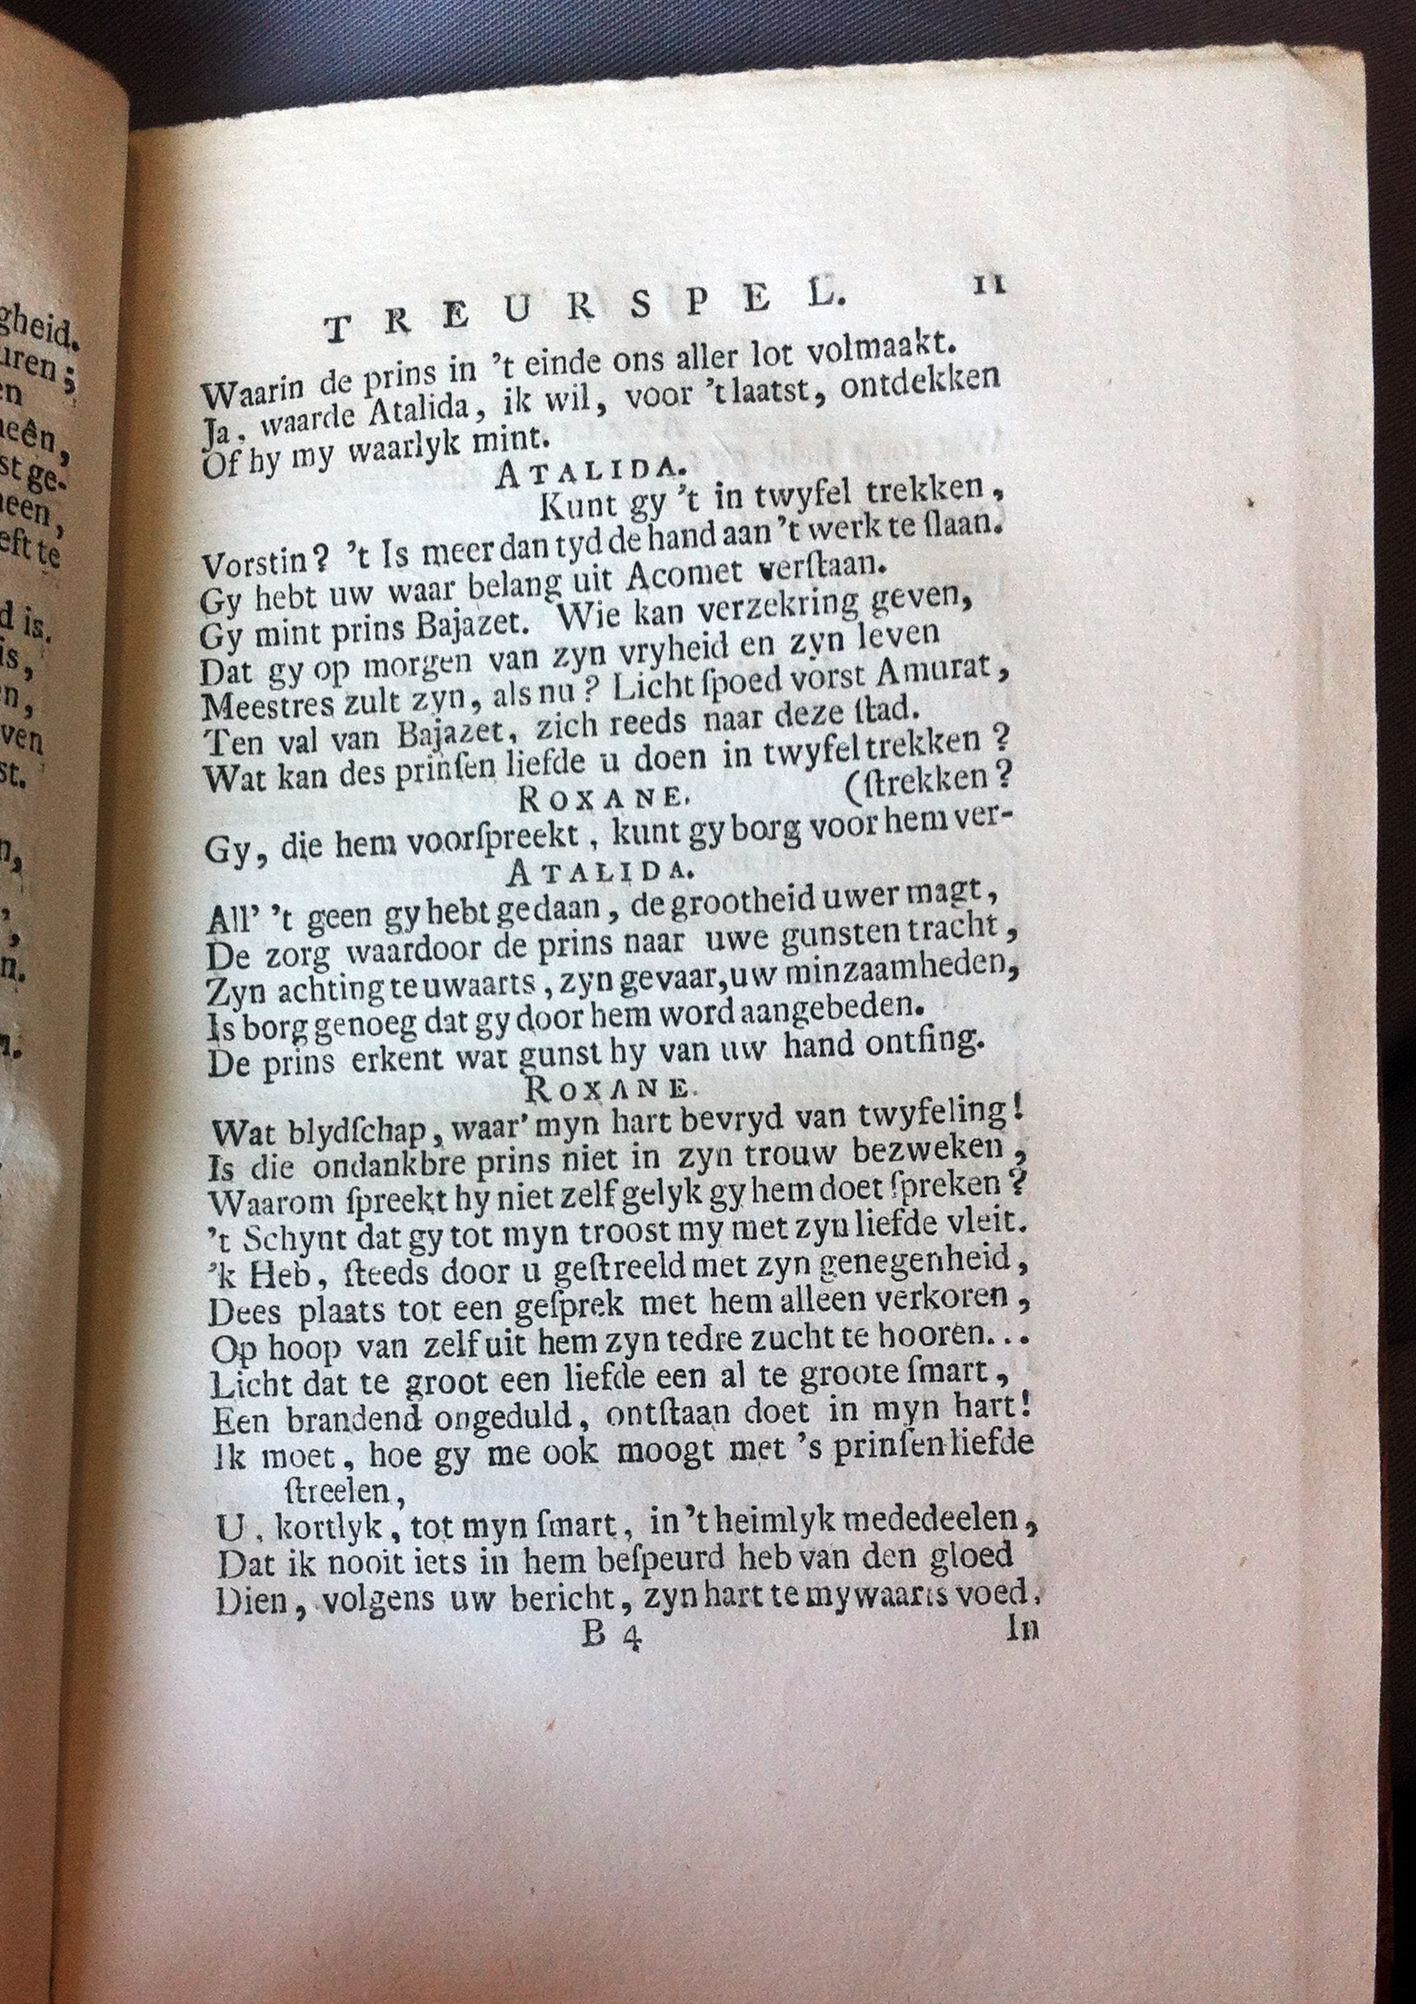 gheid.
uren;
en
neên,
st ge-
neen,
eft te
d is.
is,
n,
ven
st.
n,
,
,
n.
n.
TREURSPEL. 11
Waarin de prins in ’t einde ons aller lot volmaakt.
Ja, waarde Atalida, ik wil, voor ’t laatst, ontdekken
Of hy my waarlyk mint.
ATALIDA.
Kunt gy ’t in twyfel trekken,
Vorstin? ’t Is meer dan tyd de hand aan ’t werk te ſlaan.
Gy hebt uw waar belang uit Acomet verſtaan.
Gy mint prins Bajazet. Wie kan verzekring geven,
Dat gy op morgen van zyn vryheid en zyn leven
Meestres zult zyn, als nu? Licht ſpoed vorst Amurat,
Ten val van Bajazet, zich reeds naar deze ſtad.
Wat kan des prinſen liefde u doen in twyfel trekken?
ROXANE. (ſtrekken?
Gy, die hem voorſpreekt, kunt gy borg voor hem ver-
ATALIDA.
All’ ’t geen gy hebt gedaan, de grootheid uwer magt,
De zorg waardoor de prins naar uwe gunsten tracht,
Zyn achting te uwaarts, zyn gevaar, uw minzaamheden,
Is borg genoeg dat gy door hem word aangebeden.
De prins erkent wat gunst hy van uw hand ontfing.
ROXANE.
Wat blydſchap, waar’ myn hart bevryd van twyfeling!
Is die ondankbre prins niet in zyn trouw bezweken,
Waarom ſpreekt hy niet zelf gelyk gy hem doet ſpreken?
’t Schynt dat gy tot myn troost my met zyn liefde vleit.
’k Heb, ſteeds door u geſtreeld met zyn genegenheid,
Dees plaats tot een geſprek met hem alleen verkoren,
Op hoop van zelf uit hem zyn tedre zucht te hooren...
Licht dat te groot een liefde een al te groote ſmart,
Een brandend ongeduld, ontſtaan doet in myn hart!
Ik moet, hoe gy me ook moogt met ’s prinſen liefde
ſtreelen,
U, kortlyk, tot myn ſmart, in ’t heimlyk mededeelen,
Dat ik nooit iets in hem beſpeurd heb van den gloed
Dien, volgens uw bericht, zyn hart te mywaarts voed.
B 4 In